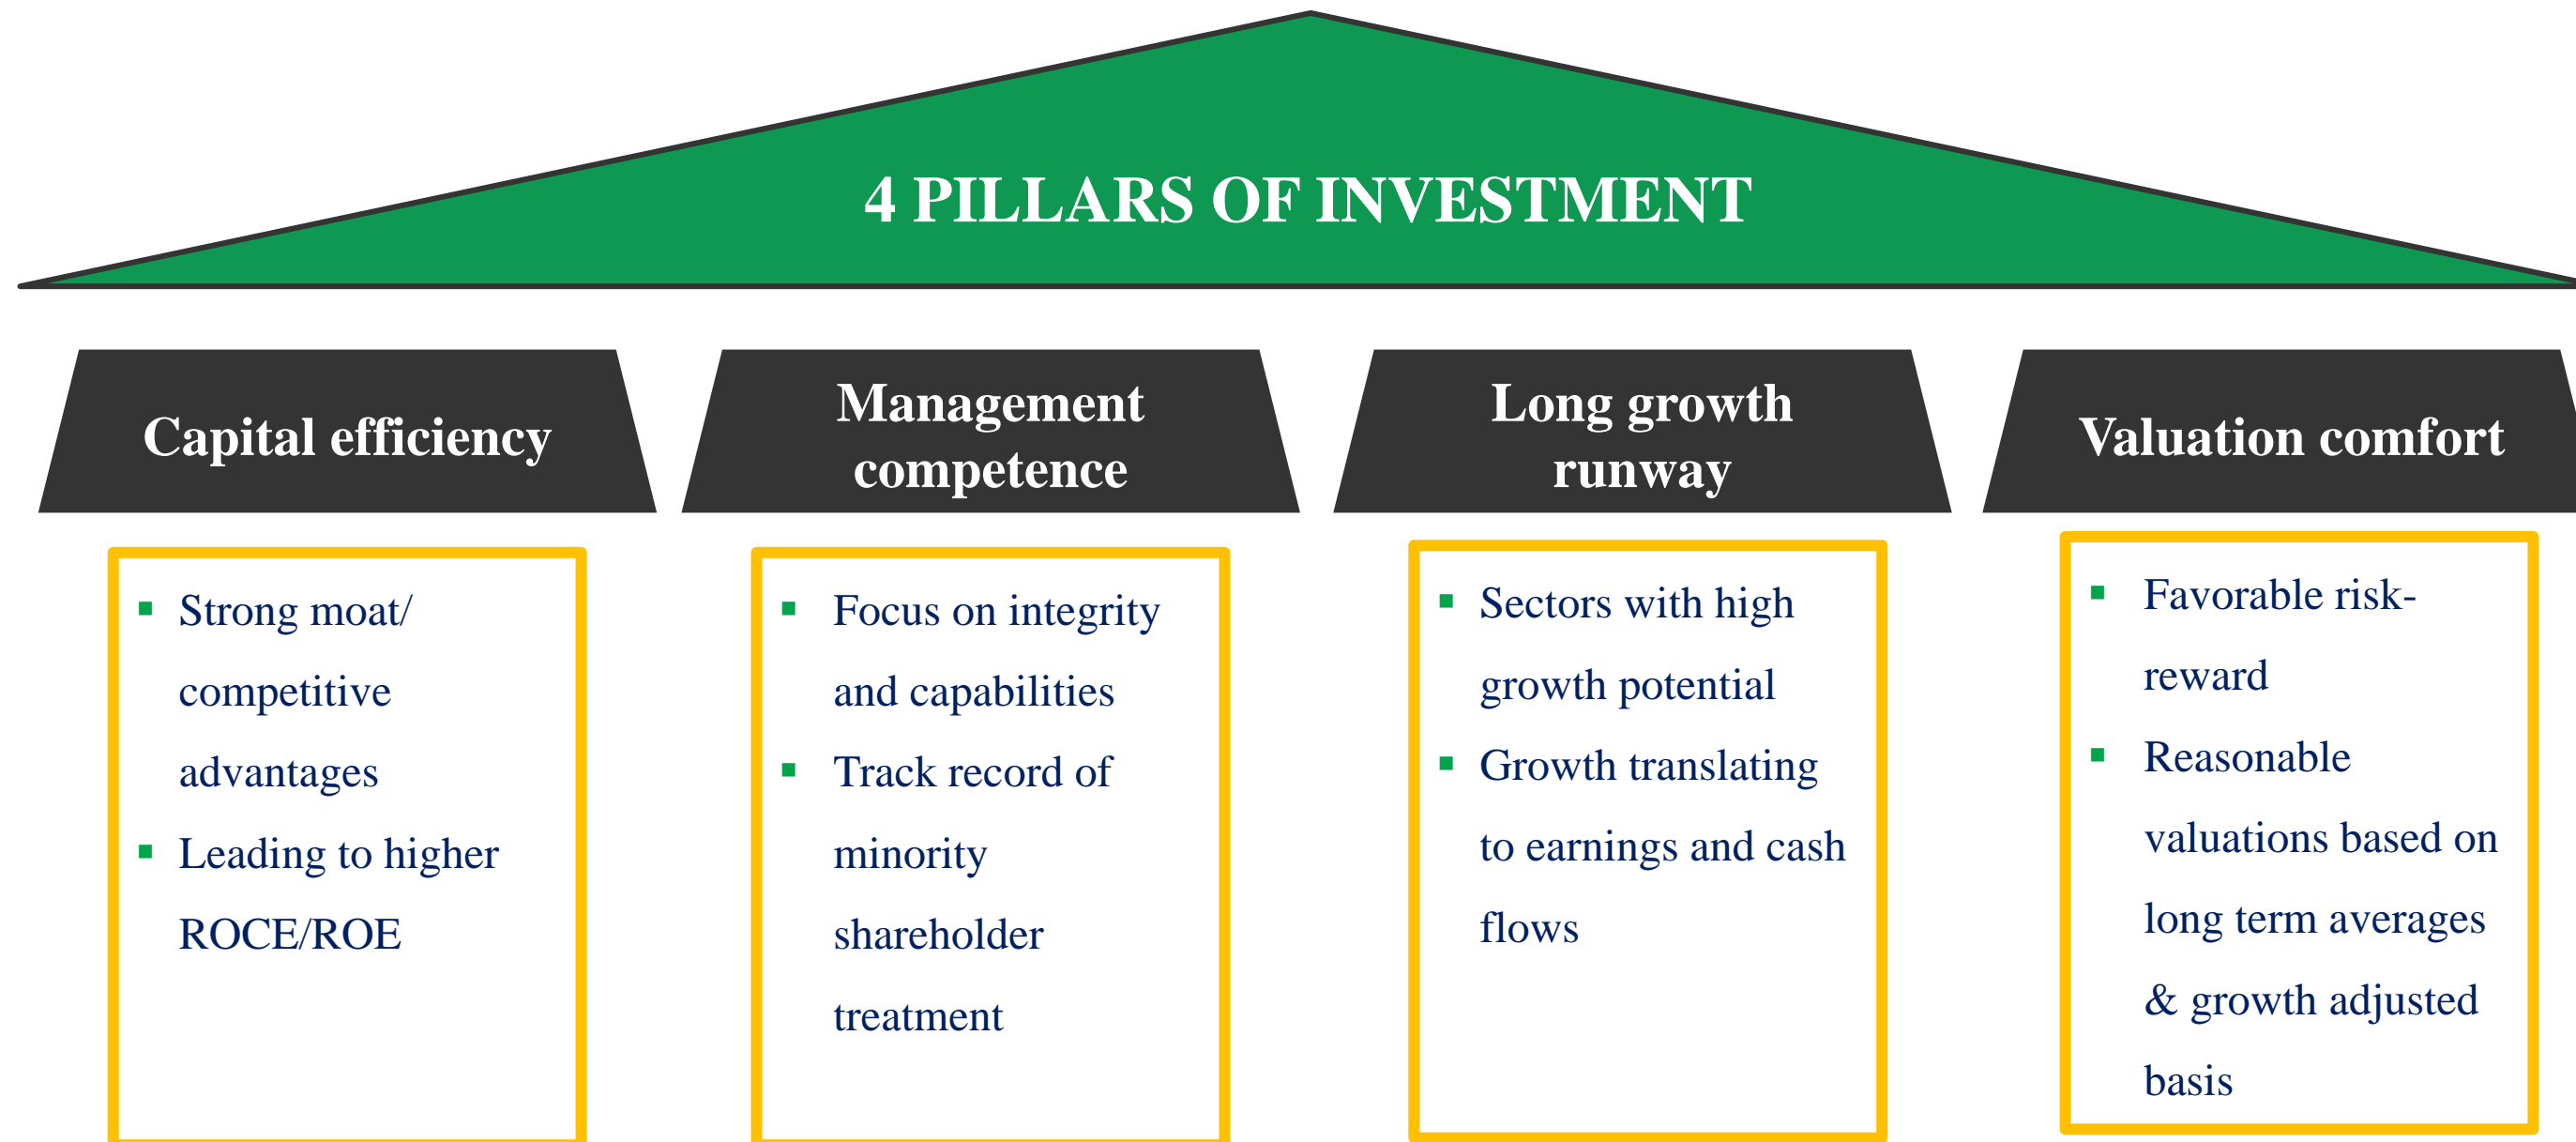 4 PILLARS OF INVESTMENT
Capital efficiency
Strong moat/
competitive
advantages
Leading to higher
ROCE/ROE
Management
competence
Focus on integrity
and capabilities
Track record of
minority
shareholder
treatment
Long growth
runway
Sectors with high
growth potential
Growth translating
to earnings and cash
flows
Valuation comfort
Favorable risk-
reward
Reasonable
valuations based on
long term averages
& growth adjusted
basis